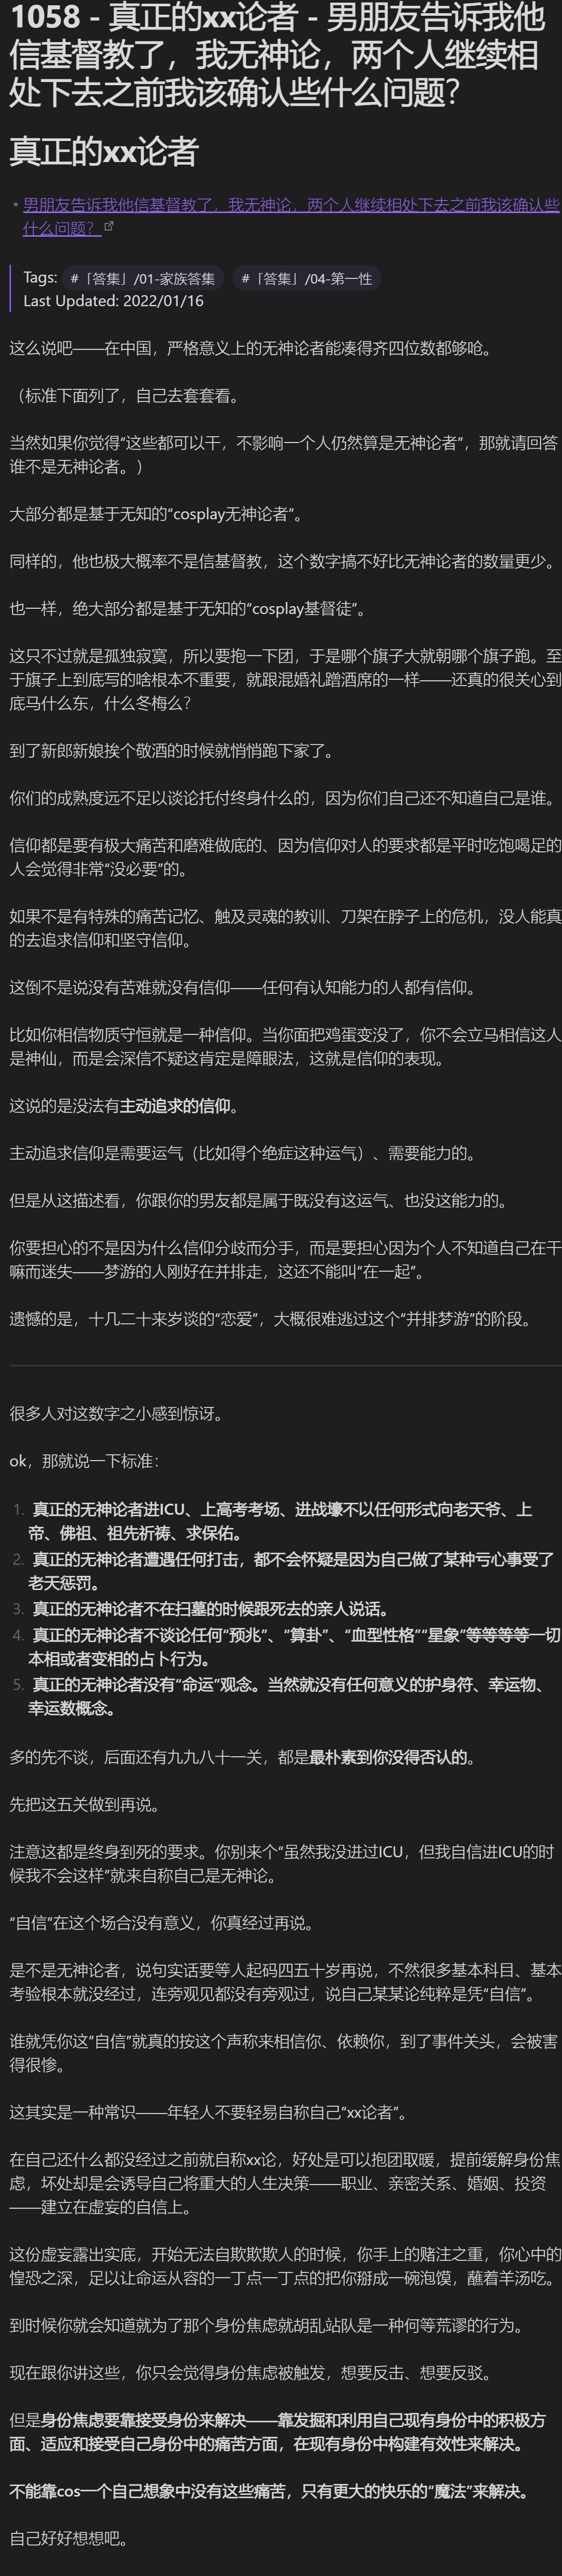 1058 - 真正的xx论者 - 男朋友告诉我他
信基督教了，我无神论，两个人继续相
处下去之前我该确认些什么问题？
真正的xx论者
男朋友告诉我他信基督教了，我无神论，两个人继续相处下去之前我该确认些
什么问题？
Tags: #「答集」/01-家族答集 #「答集」/04-第一性
Last Updated: 2022/01/16
这么说吧——在中国，严格意义上的无神论者能凑得齐四位数都够呛。
（标准下面列了，自己去套套看。
当然如果你觉得“这些都可以干，不影响一个人仍然算是无神论者”，那就请回答
谁不是无神论者。）
大部分都是基于无知的“cosplay无神论者”。
同样的，他也极大概率不是信基督教，这个数字搞不好比无神论者的数量更少。
也一样，绝大部分都是基于无知的“cosplay基督徒”。
这只不过就是孤独寂寞，所以要抱一下团，于是哪个旗子大就朝哪个旗子跑。至
于旗子上到底写的啥根本不重要，就跟混婚礼蹭酒席的一样——还真的很关心到
底马什么东，什么冬梅么？
到了新郎新娘挨个敬酒的时候就悄悄跑下家了。
你们的成熟度远不足以谈论托付终身什么的，因为你们自己还不知道自己是谁。
信仰都是要有极大痛苦和磨难做底的、因为信仰对人的要求都是平时吃饱喝足的
人会觉得非常“没必要”的。
如果不是有特殊的痛苦记忆、触及灵魂的教训、刀架在脖子上的危机，没人能真
的去追求信仰和坚守信仰。
这倒不是说没有苦难就没有信仰——任何有认知能力的人都有信仰。
比如你相信物质守恒就是一种信仰。当你面把鸡蛋变没了，你不会立马相信这人
是神仙，而是会深信不疑这肯定是障眼法，这就是信仰的表现。
这说的是没法有主动追求的信仰。
主动追求信仰是需要运气（比如得个绝症这种运气）、需要能力的。
但是从这描述看，你跟你的男友都是属于既没有这运气、也没这能力的。
你要担心的不是因为什么信仰分歧而分手，而是要担心因为个人不知道自己在干
嘛而迷失——梦游的人刚好在并排走，这还不能叫“在一起”。
遗憾的是，十几二十来岁谈的“恋爱”，大概很难逃过这个“并排梦游”的阶段。
很多人对这数字之小感到惊讶。
ok，那就说一下标准：
1. 真正的无神论者进ICU、上高考考场、进战壕不以任何形式向老天爷、上
帝、佛祖、祖先祈祷、求保佑。
2. 真正的无神论者遭遇任何打击，都不会怀疑是因为自己做了某种亏心事受了
老天惩罚。
3. 真正的无神论者不在扫墓的时候跟死去的亲人说话。
4. 真正的无神论者不谈论任何“预兆”、“算卦”、“血型性格”“星象”等等等等一切
本相或者变相的占卜行为。
5. 真正的无神论者没有“命运”观念。当然就没有任何意义的护身符、幸运物、
幸运数概念。
多的先不谈，后面还有九九八十一关，都是最朴素到你没得否认的。
先把这五关做到再说。
注意这都是终身到死的要求。你别来个“虽然我没进过ICU，但我自信进ICU的时
候我不会这样”就来自称自己是无神论。
“自信”在这个场合没有意义，你真经过再说。
是不是无神论者，说句实话要等人起码四五十岁再说，不然很多基本科目、基本
考验根本就没经过，连旁观见都没有旁观过，说自己某某论纯粹是凭“自信”。
谁就凭你这“自信”就真的按这个声称来相信你、依赖你，到了事件关头，会被害
得很惨。
这其实是一种常识——年轻人不要轻易自称自己“xx论者”。
在自己还什么都没经过之前就自称xx论，好处是可以抱团取暖，提前缓解身份焦
虑，坏处却是会诱导自己将重大的人生决策——职业、亲密关系、婚姻、投资
——建立在虚妄的自信上。
这份虚妄露出实底，开始无法自欺欺人的时候，你手上的赌注之重，你心中的
惶恐之深，足以让命运从容的一丁点一丁点的把你掰成一碗泡馍，蘸着羊汤吃。
到时候你就会知道就为了那个身份焦虑就胡乱站队是一种何等荒谬的行为。
现在跟你讲这些，你只会觉得身份焦虑被触发，想要反击、想要反驳。
但是身份焦虑要靠接受身份来解决——靠发掘和利用自己现有身份中的积极方
面、适应和接受自己身份中的痛苦方面，在现有身份中构建有效性来解决。
不能靠cos一个自己想象中没有这些痛苦，只有更大的快乐的“魔法”来解决。
自己好好想想吧。